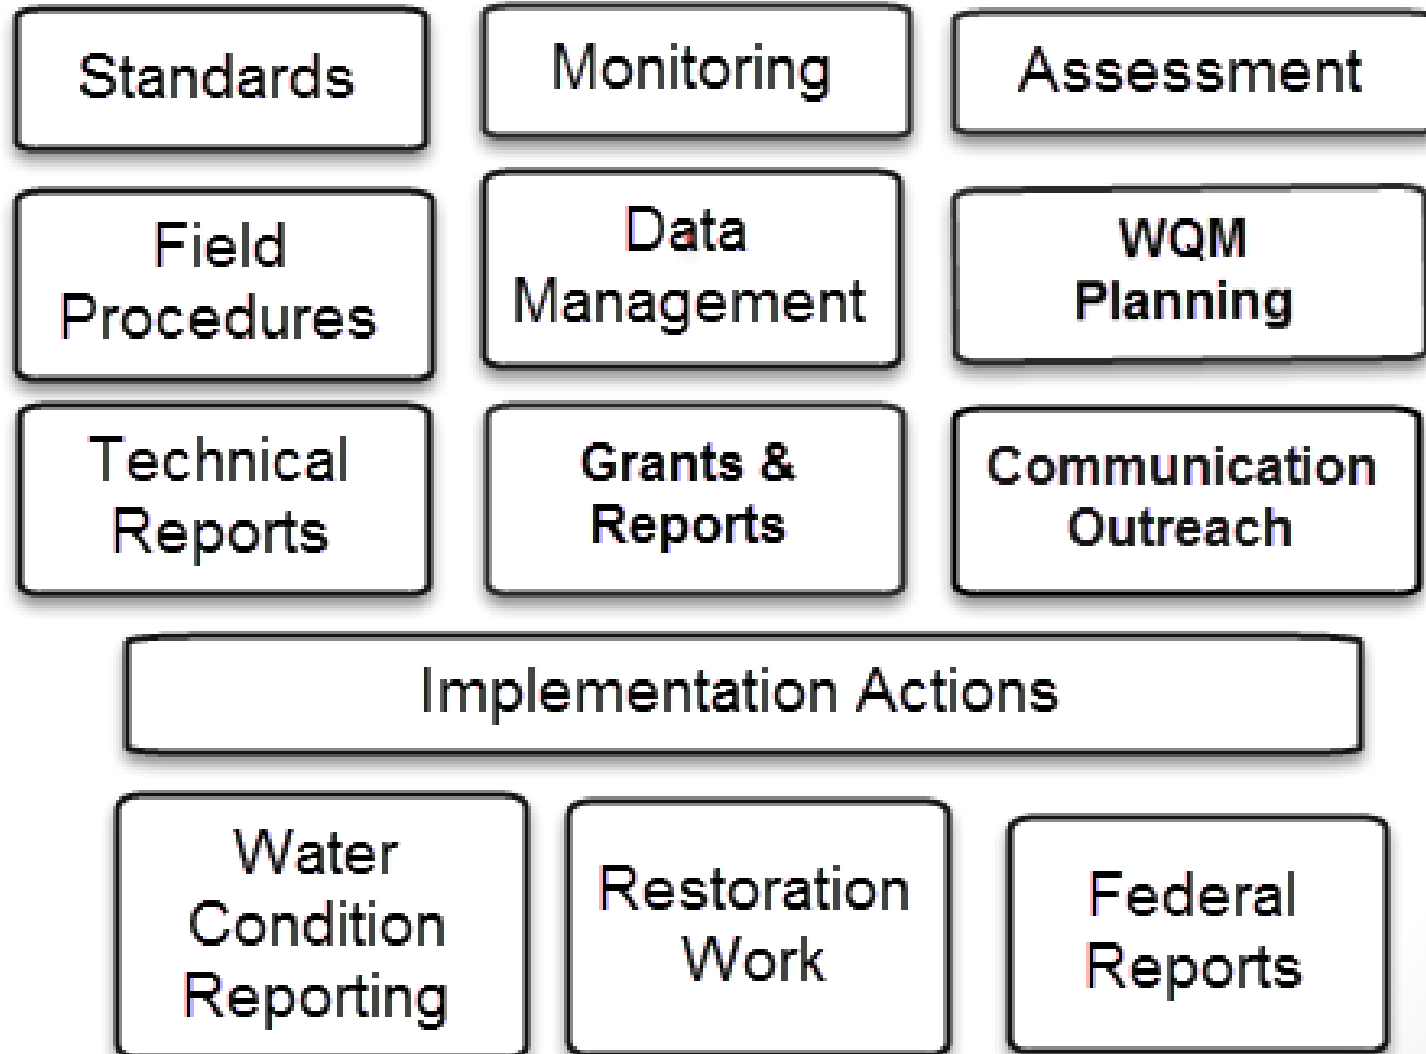 Standards
Monitoring
Assessment
Field
Procedures
Data
Management
WQM
Planning
Technical
Reports
Grants &
Reports
Communication
Outreach
Implementation Actions
Water
Condition
Reporting
Restoration
Work
Federal
Reports